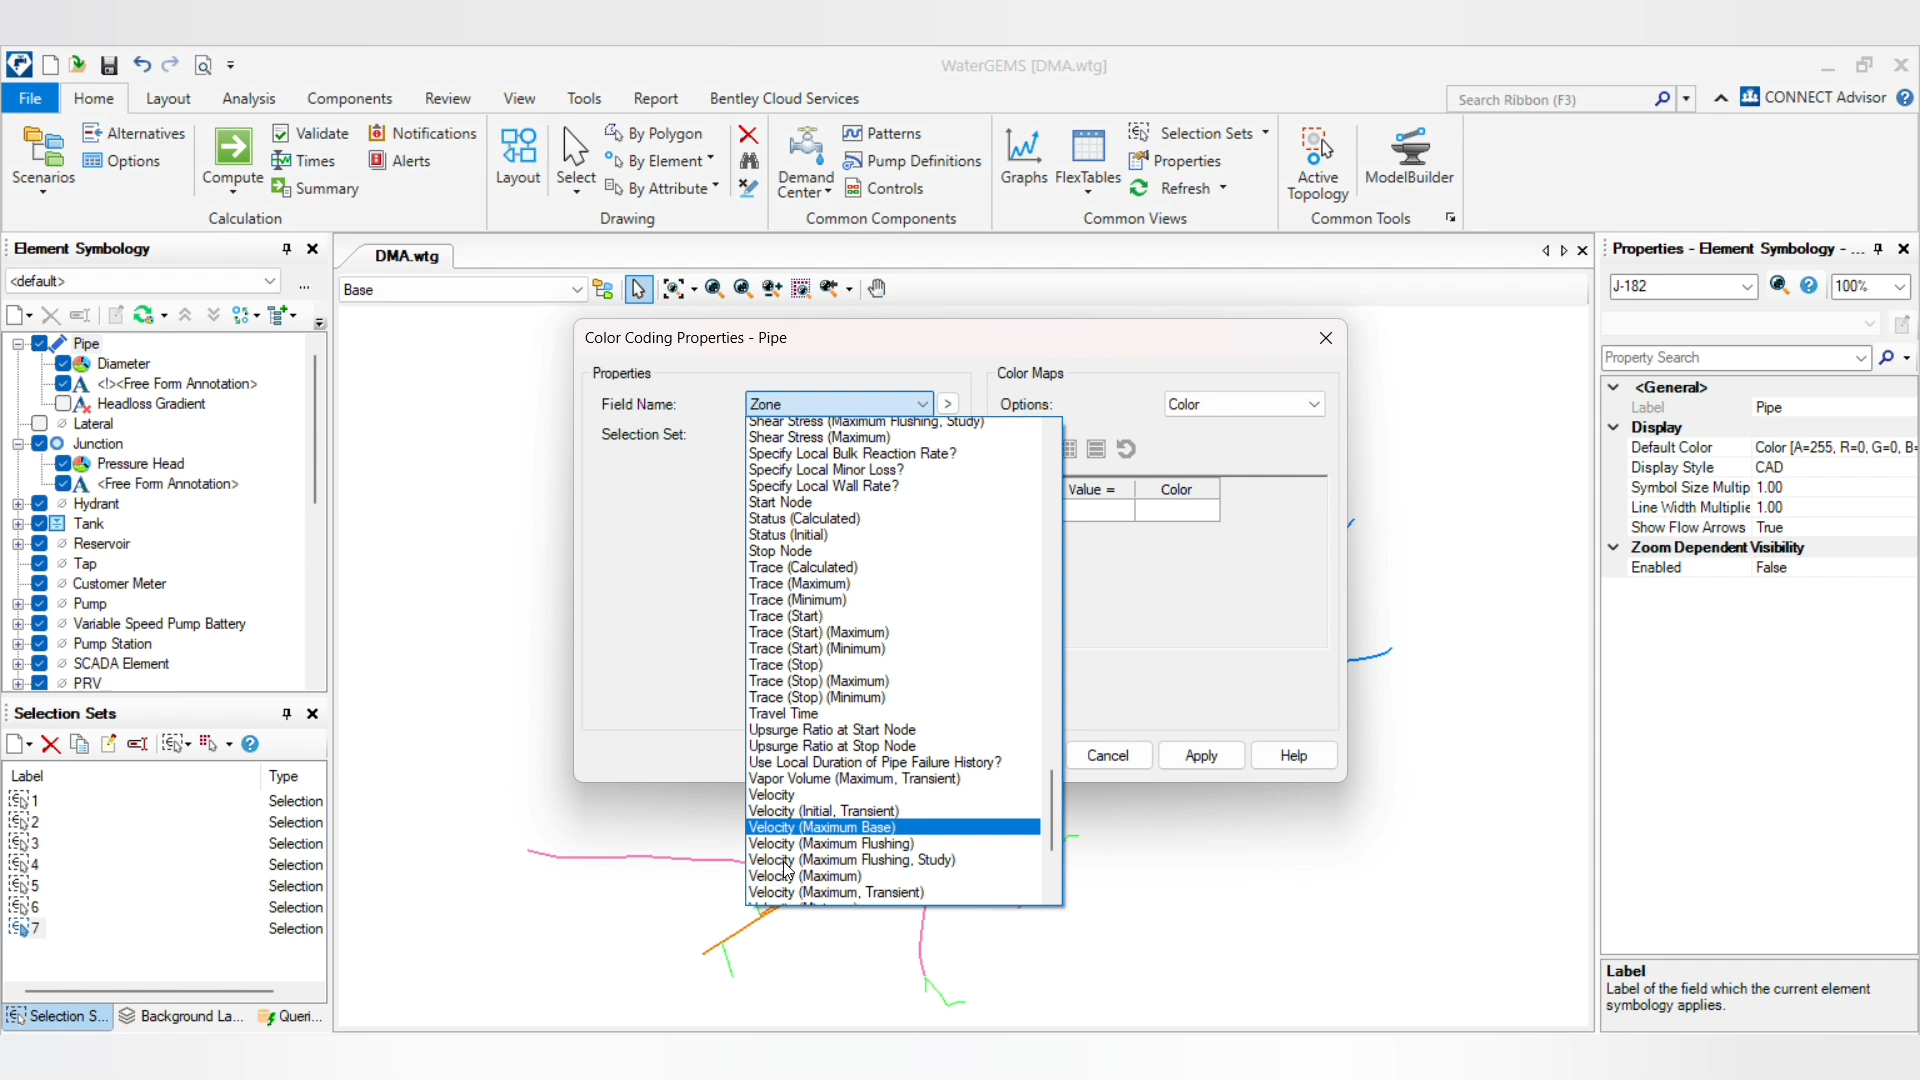 WaterGEMS [DMA.wtg]
File
Home
Layout
Analysis
Components
Review
View
Tools
Report
Bentley Cloud Services
Search Ribbon (F3)
CONNECT Advisor
Scenarios
Alternatives
Options
Compute
Validate
Times
Summary
Notifications
Alerts
Calculation
Layout
Select
By Polygon
By Element
By Attribute
Drawing
Demand
Center
Patterns
Pump Definitions
Controls
Common Components
Graphs
FlexTables
Selection Sets
Properties
Refresh
Common Views
Active
Topology
ModelBuilder
Common Tools
Element Symbology
<default>
...
Pipe
Diameter
<!><Free Form Annotation>
Headloss Gradient
Lateral
Junction
Pressure Head
<Free Form Annotation>
Hydrant
Tank
Reservoir
Tap
Customer Meter
Pump
Variable Speed Pump Battery
Pump Station
SCADA Element
PRV
Selection Sets
Label Type
1 Selection
2 Selection
3 Selection
4 Selection
5 Selection
6 Selection
7 Selection
Selection S...
Background La...
Queri...
DMA.wtg
Base
Color Coding Properties - Pipe
Properties
Field Name:
Zone
>
Selection Set:
Shear Stress (Maximum Flushing, Study)
Shear Stress (Maximum)
Specify Local Bulk Reaction Rate?
Specify Local Minor Loss?
Specify Local Wall Rate?
Start Node
Status (Calculated)
Status (Initial)
Stop Node
Trace (Calculated)
Trace (Maximum)
Trace (Minimum)
Trace (Start)
Trace (Start) (Maximum)
Trace (Start) (Minimum)
Trace (Stop)
Trace (Stop) (Maximum)
Trace (Stop) (Minimum)
Travel Time
Upsurge Ratio at Start Node
Upsurge Ratio at Stop Node
Use Local Duration of Pipe Failure History?
Vapor Volume (Maximum, Transient)
Velocity
Velocity (Initial, Transient)
Velocity (Maximum Base)
Velocity (Maximum Flushing)
Velocity (Maximum Flushing, Study)
Velocity (Maximum)
Velocity (Maximum, Transient)
Color Maps
Options:
Color
Value =
Color
Cancel
Apply
Help
Properties - Element Symbology - ...
J-182
100%
Property Search
<General>
Label Pipe
Display
Default Color Color [A=255, R=0, G=0, B=
Display Style CAD
Symbol Size Multip 1.00
Line Width Multiplie 1.00
Show Flow Arrows True
Zoom Dependent Visibility
Enabled False
Label
Label of the field which the current element
symbology applies.